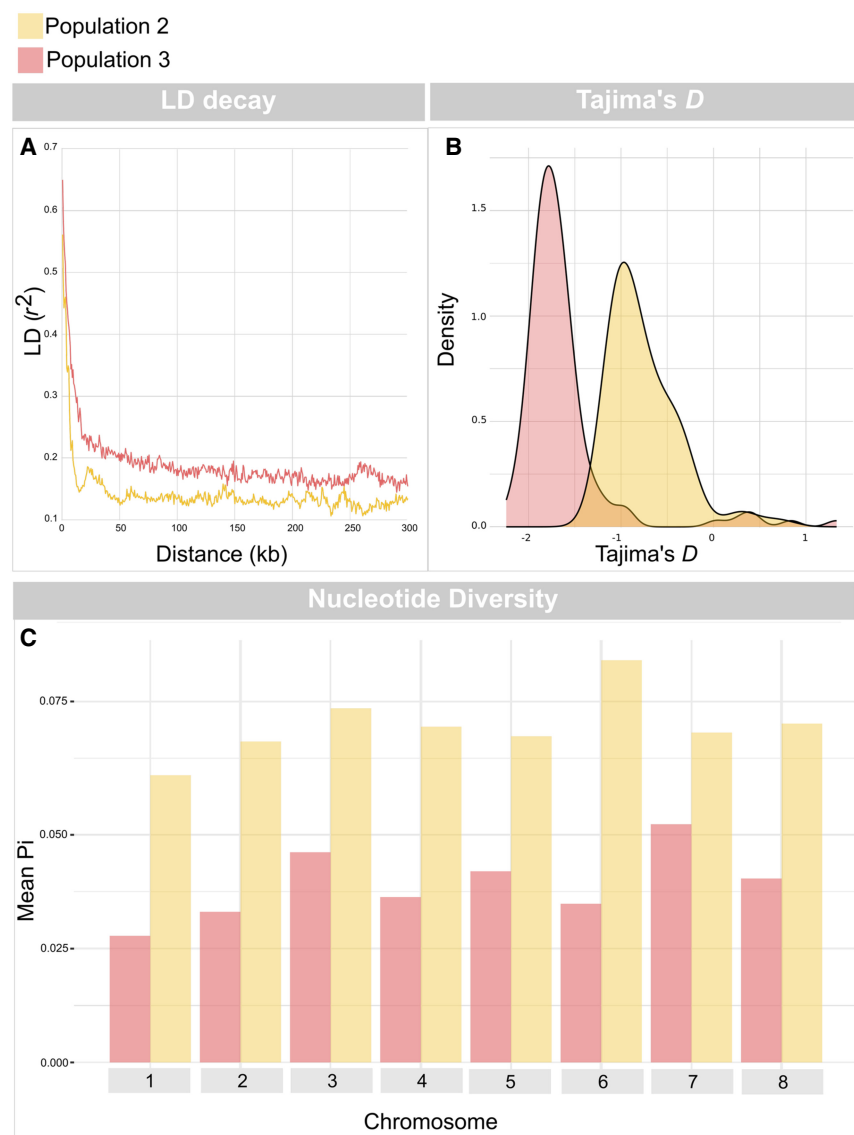 Population 2
Population 3
LD decay
Tajima's D
A
0.7
0.6
0.5
0.4
0.3
0.2
0.1
LD (r²)
0
50
100
150
200
250
300
Distance (kb)
B
1.5
1.0
0.5
0.0
Density
-2
-1
0
1
Tajima's D
Nucleotide Diversity
C
0.075
0.050
0.025
0.000
Mean Pi
1
2
3
4
5
6
7
8
Chromosome